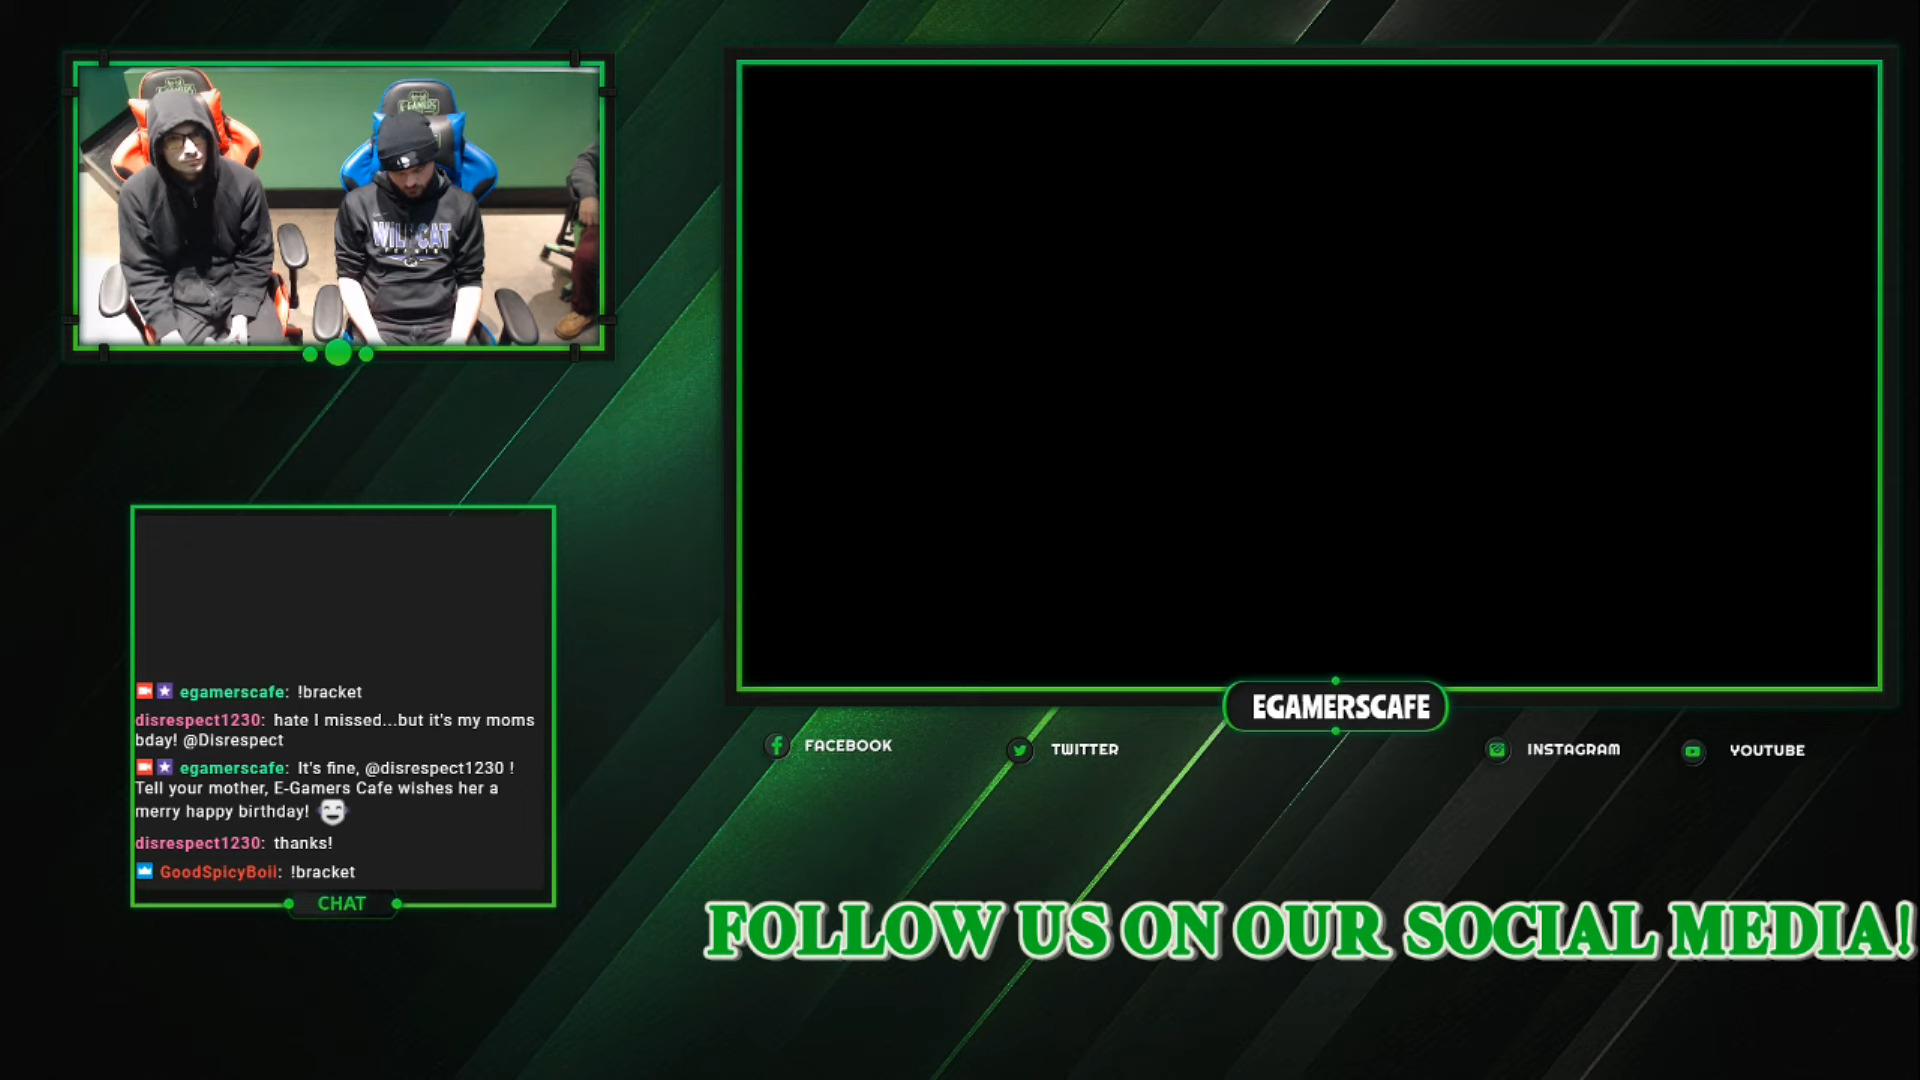 E-GAMERS
WILDCAT
egamerscafe: !bracket
disrespect1230: hate I missed...but it's my moms
bday! @Disrespect
egamerscafe: It's fine, @disrespect1230 !
Tell your mother, E-Gamers Cafe wishes her a
merry happy birthday!
disrespect1230: thanks!
GoodSpicyBoii: !bracket
CHAT
EGAMERSCAFE
FACEBOOK
TWITTER
INSTAGRAM
YOUTUBE
FOLLOW US ON OUR SOCIAL MEDIA!